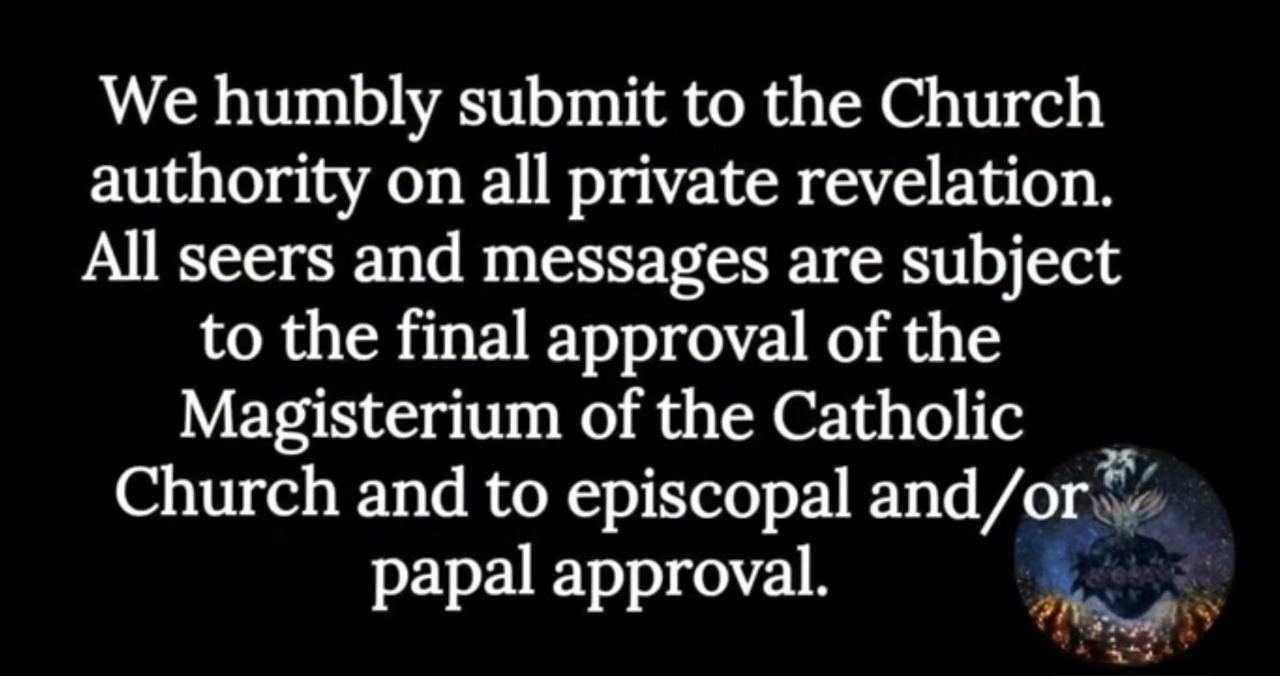 We humbly submit to the Church
authority on all private revelation.
All seers and messages are subject
to the final approval of the
Magisterium of the Catholic
Church and to episcopal and/or
papal approval.